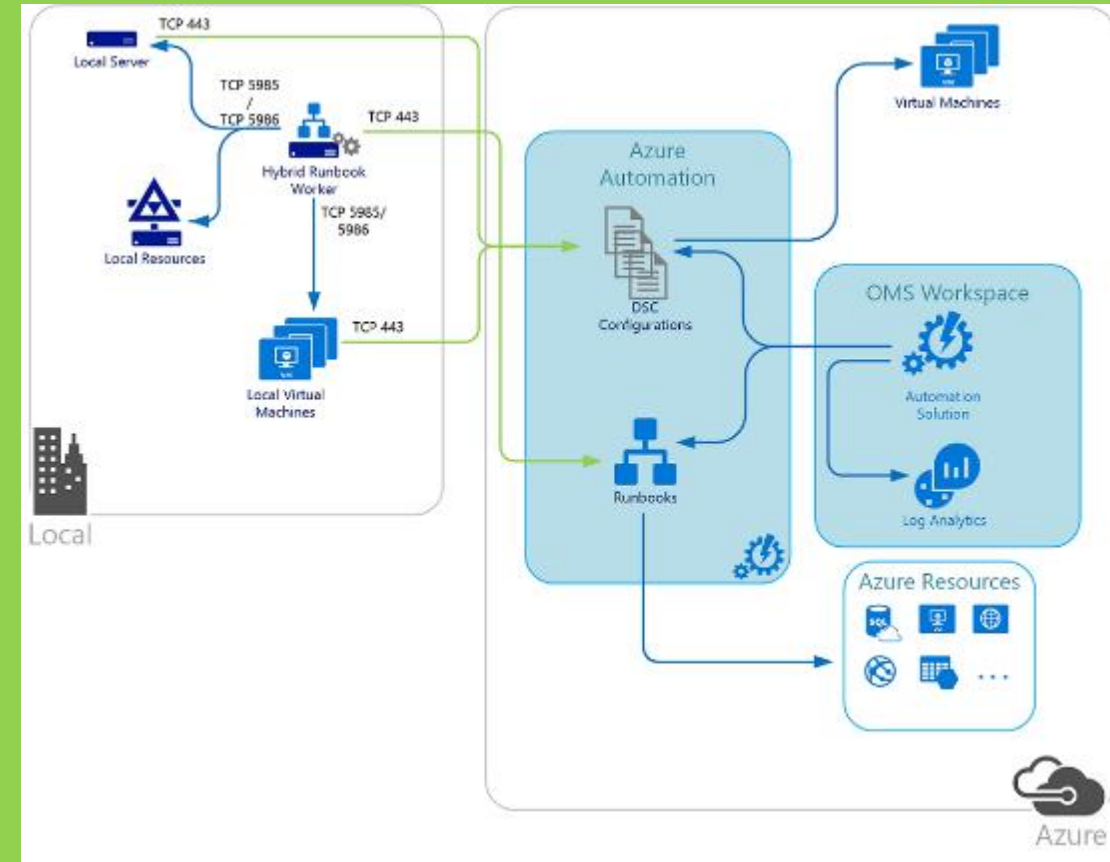 TCP 443
Local Server
TCP 5985
/
TCP 5986
TCP 443
Hybrid Runbook
Worker
TCP 5985/
5986
Local Resources
TCP 443
Local Virtual
Machines
Local
Virtual Machines
Azure
Automation
DSC
Configurations
Runbooks
OMS Workspace
Automation
Solution
Log Analytics
Azure Resources
SQL
...
Azure